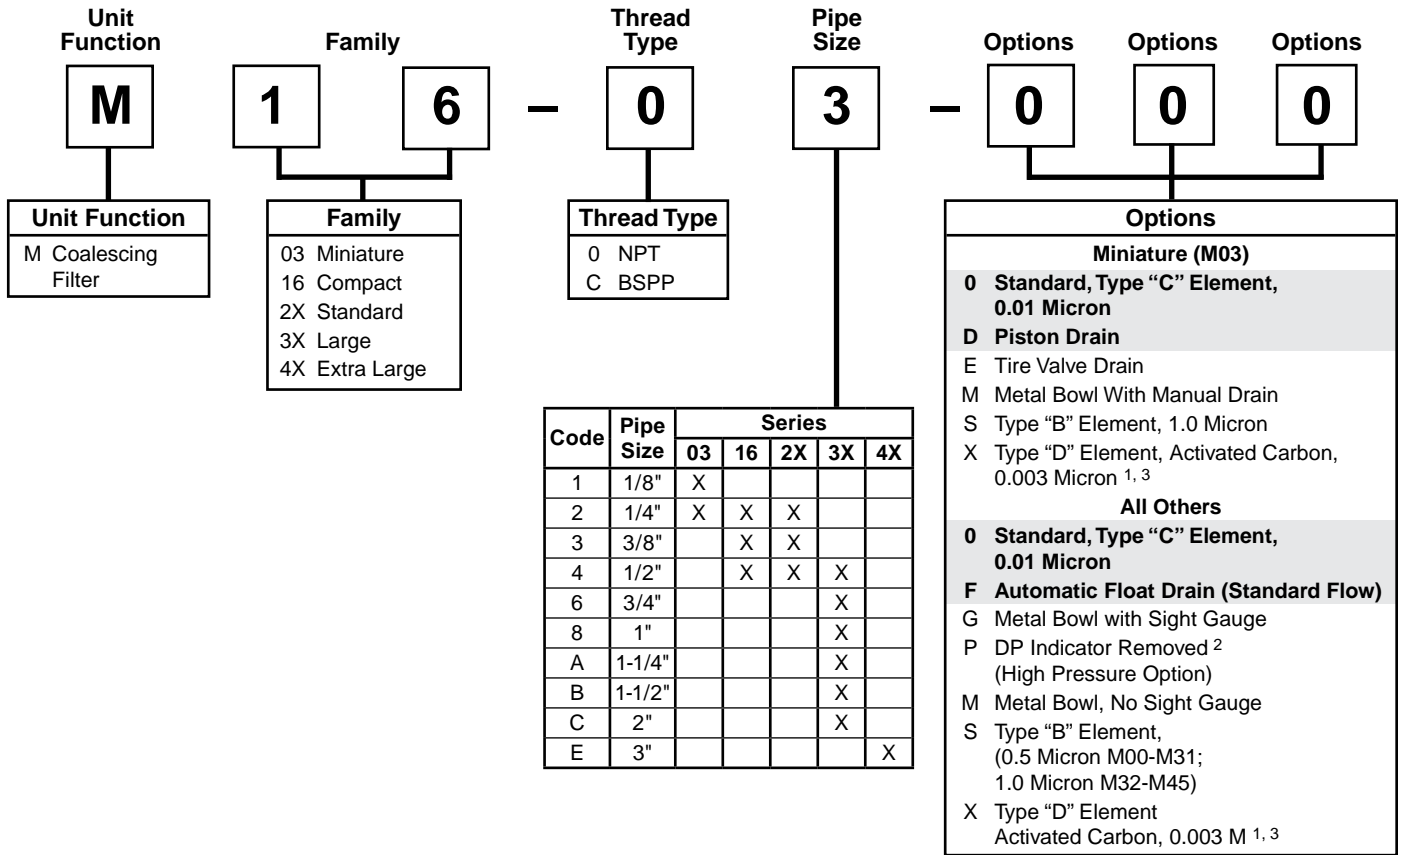 Unit Function
Family
Thread Type
Pipe Size
Options Options Options
M 1 6 – 0 3 – 0 0 0
Unit Function
M Coalescing
Filter
Family
03 Miniature
16 Compact
2X Standard
3X Large
4X Extra Large
Thread Type
0 NPT
C BSPP
Code Pipe Size Series
03 16 2X 3X 4X
1 1/8" X
2 1/4" X X X
3 3/8" X X
4 1/2" X X X
6 3/4" X
8 1" X
A 1-1/4" X
B 1-1/2" X
C 2" X
E 3" X
Options
Miniature (M03)
0 Standard, Type “C” Element,
0.01 Micron
D Piston Drain
E Tire Valve Drain
M Metal Bowl With Manual Drain
S Type “B” Element, 1.0 Micron
X Type “D” Element, Activated Carbon,
0.003 Micron 1, 3
All Others
0 Standard, Type “C” Element,
0.01 Micron
F Automatic Float Drain (Standard Flow)
G Metal Bowl with Sight Gauge
P DP Indicator Removed 2
(High Pressure Option)
M Metal Bowl, No Sight Gauge
S Type “B” Element,
(0.5 Micron M00-M31;
1.0 Micron M32-M45)
X Type “D” Element
Activated Carbon, 0.003 M 1, 3